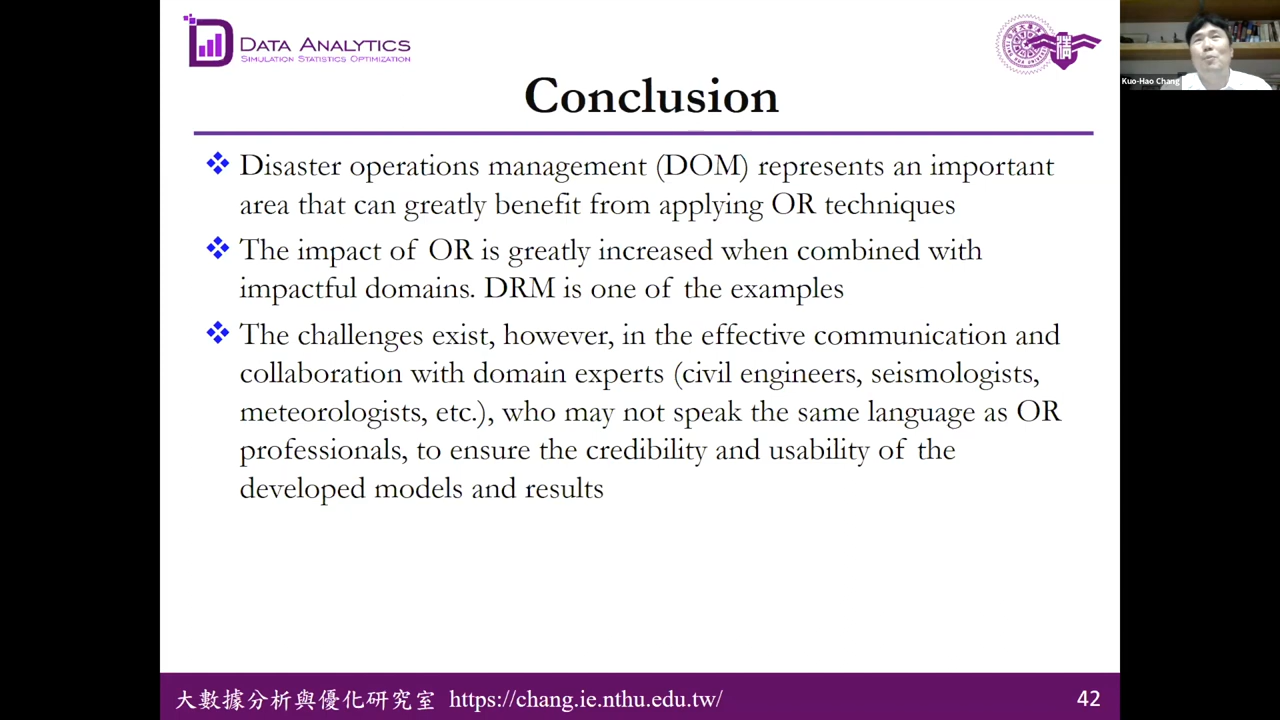 DATA ANALYTICS
SIMULATION STATISTICS OPTIMIZATION
Kuo-Hao Chang
Conclusion
Disaster operations management (DOM) represents an important
area that can greatly benefit from applying OR techniques
The impact of OR is greatly increased when combined with
impactful domains. DRM is one of the examples
The challenges exist, however, in the effective communication and
collaboration with domain experts (civil engineers, seismologists,
meteorologists, etc.), who may not speak the same language as OR
professionals, to ensure the credibility and usability of the
developed models and results
大數據分析與優化研究室 https://chang.ie.nthu.edu.tw/
42